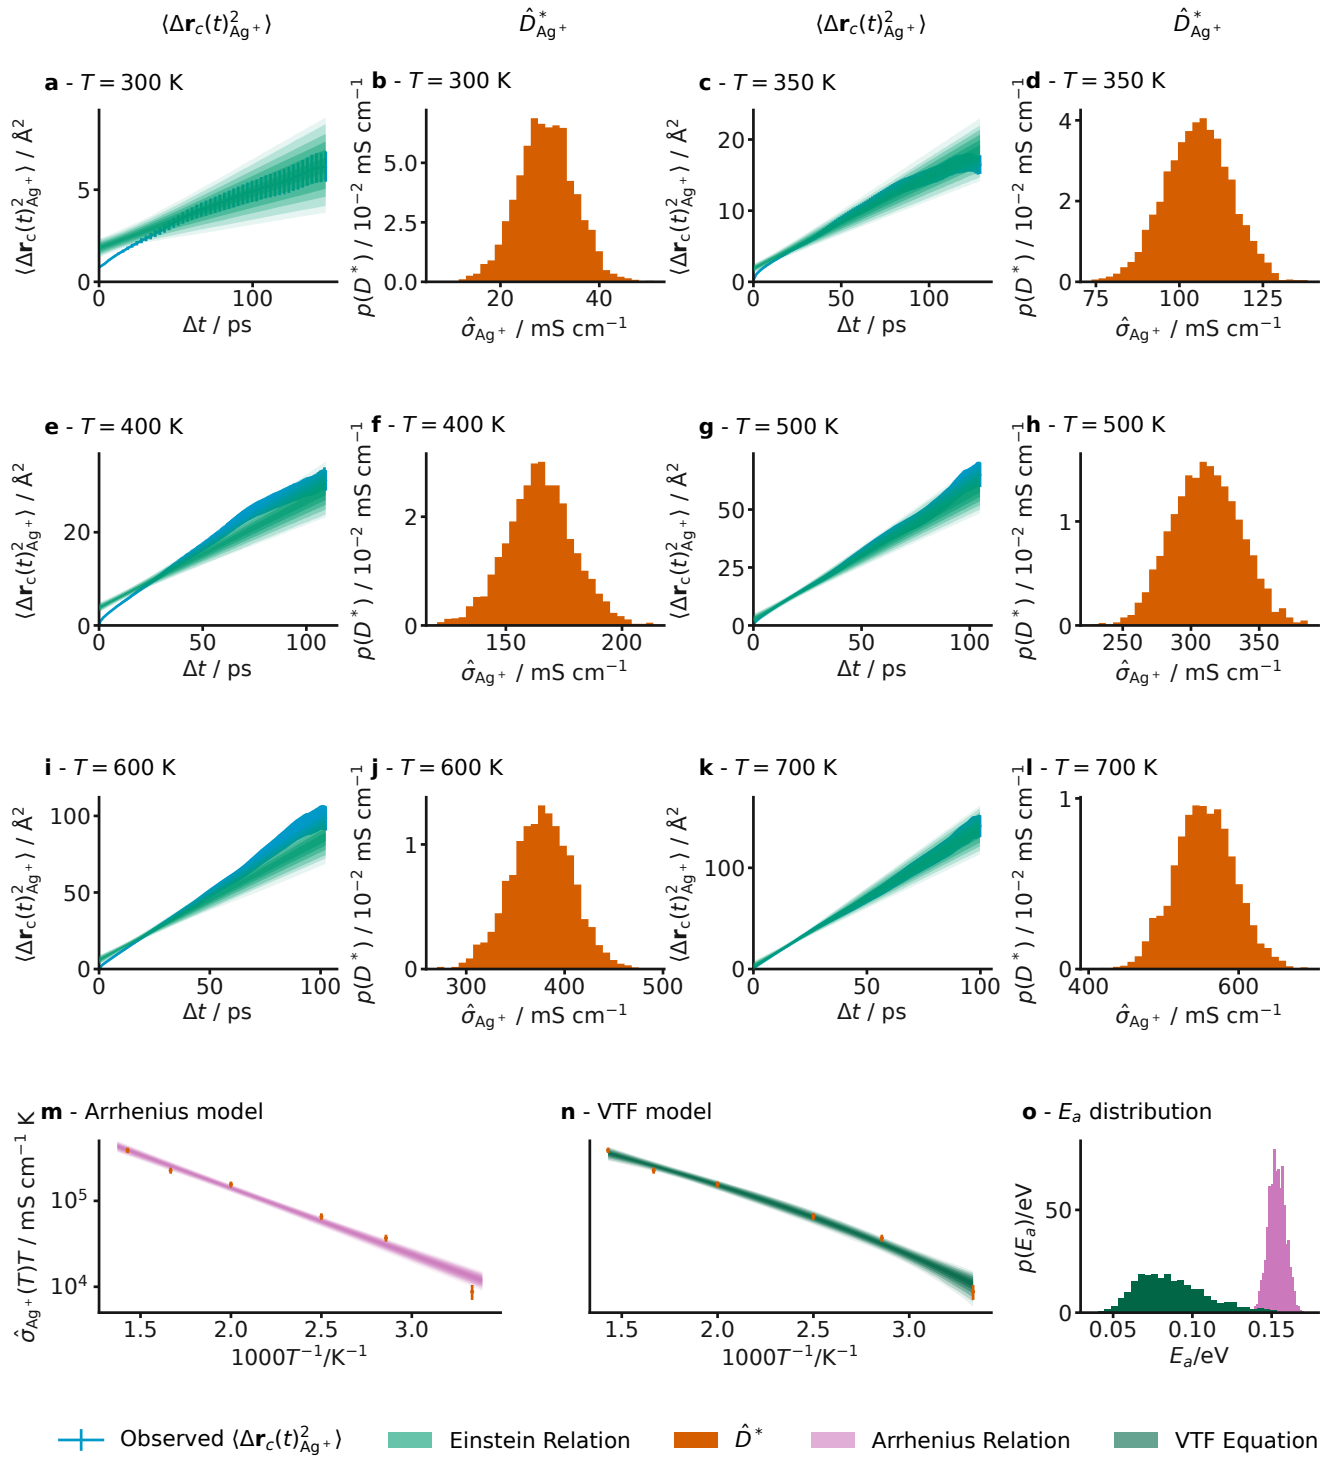 ⟨Δ𝐫_c(t)²_Ag⁺⟩ D̂*_Ag⁺ ⟨Δ𝐫_c(t)²_Ag⁺⟩ D̂*_Ag⁺
a - T = 300 K
⟨Δ𝐫_c(t)²_Ag⁺⟩ / Å²
5
0
0 100
Δt / ps
b - T = 300 K
p(D*) / 10⁻² mS cm⁻¹
5.0
2.5
0.0
20 40
σ̂_Ag⁺ / mS cm⁻¹
c - T = 350 K
⟨Δ𝐫_c(t)²_Ag⁺⟩ / Å²
20
10
0
0 50 100
Δt / ps
d - T = 350 K
p(D*) / 10⁻² mS cm⁻¹
4
2
0
75 100 125
σ̂_Ag⁺ / mS cm⁻¹
e - T = 400 K
⟨Δ𝐫_c(t)²_Ag⁺⟩ / Å²
20
0
0 50 100
Δt / ps
f - T = 400 K
p(D*) / 10⁻² mS cm⁻¹
2
0
150 200
σ̂_Ag⁺ / mS cm⁻¹
g - T = 500 K
⟨Δ𝐫_c(t)²_Ag⁺⟩ / Å²
50
25
0
0 50 100
Δt / ps
h - T = 500 K
p(D*) / 10⁻² mS cm⁻¹
1
0
250 300 350
σ̂_Ag⁺ / mS cm⁻¹
i - T = 600 K
⟨Δ𝐫_c(t)²_Ag⁺⟩ / Å²
100
50
0
0 50 100
Δt / ps
j - T = 600 K
p(D*) / 10⁻² mS cm⁻¹
1
0
300 400 500
σ̂_Ag⁺ / mS cm⁻¹
k - T = 700 K
⟨Δ𝐫_c(t)²_Ag⁺⟩ / Å²
100
0
0 50 100
Δt / ps
l - T = 700 K
p(D*) / 10⁻² mS cm⁻¹
1
0
400 600
σ̂_Ag⁺ / mS cm⁻¹
m - Arrhenius model
σ̂_Ag⁺(T)T / mS cm⁻¹ K
10⁵
10⁴
1.5 2.0 2.5 3.0
1000T⁻¹/K⁻¹
n - VTF model
1.5 2.0 2.5 3.0
1000T⁻¹/K⁻¹
o - E_a distribution
p(E_a)/eV
50
0
0.05 0.10 0.15
E_a/eV
Observed ⟨Δ𝐫_c(t)²_Ag⁺⟩ Einstein Relation D̂* Arrhenius Relation VTF Equation